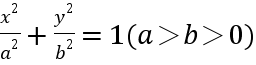 x²/a² + y²/b² = 1(a＞b＞0)